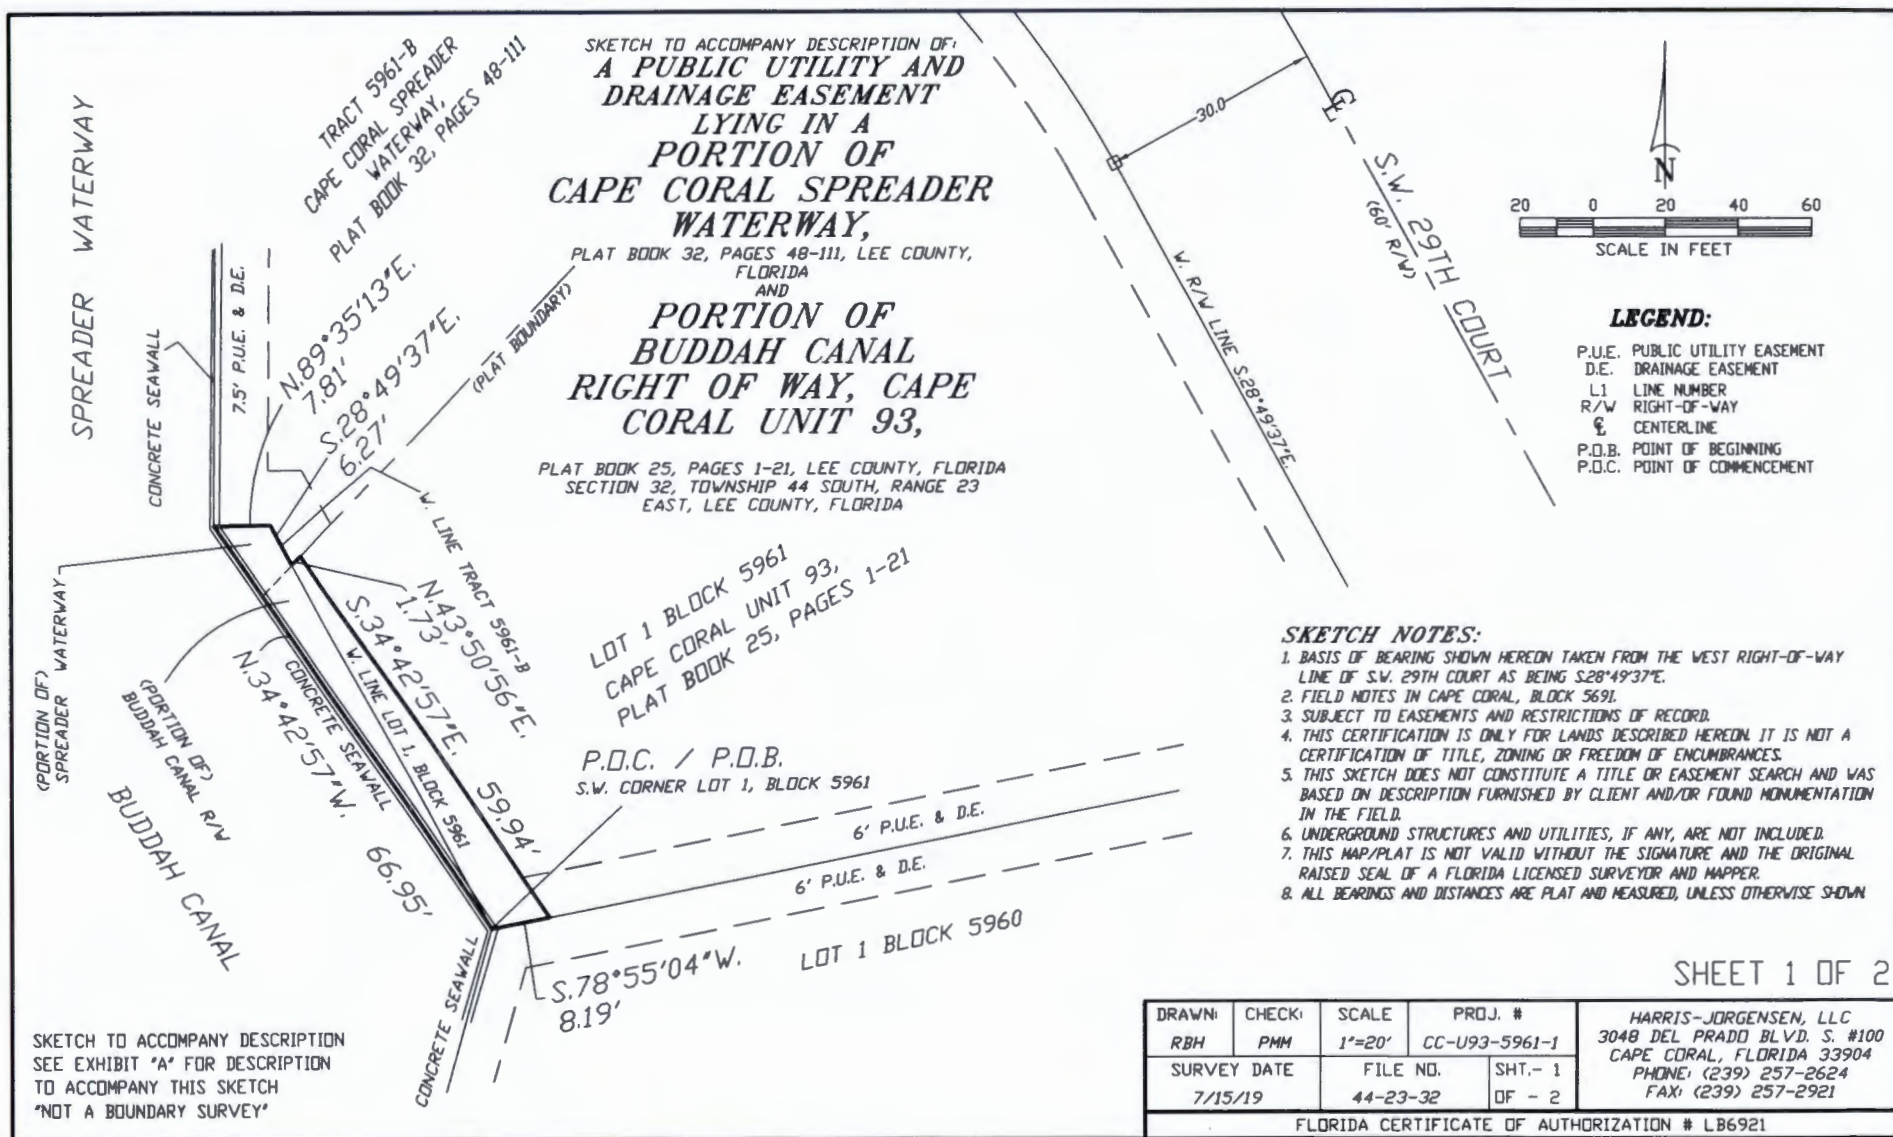 SKETCH TO ACCOMPANY DESCRIPTION OF:
A PUBLIC UTILITY AND
DRAINAGE EASEMENT
LYING IN A
PORTION OF
CAPE CORAL SPREADER
WATERWAY,
PLAT BOOK 32, PAGES 48-111, LEE COUNTY,
FLORIDA
AND
PORTION OF
BUDDAH CANAL
RIGHT OF WAY, CAPE
CORAL UNIT 93,
PLAT BOOK 25, PAGES 1-21, LEE COUNTY, FLORIDA
SECTION 32, TOWNSHIP 44 SOUTH, RANGE 23
EAST, LEE COUNTY, FLORIDA
SPREADER WATERWAY
TRACT 5961-B
CAPE CORAL SPREADER
WATERWAY,
PLAT BOOK 32, PAGES 48-111
CONCRETE SEAWALL
7.5' P.U.E. & D.E.
N.89°35'13"E.
7.81'
S.28°49'37"E.
6.27'
(PLAT BOUNDARY)
W. LINE TRACT 5961-B
N.43°50'56"E.
1.73'
S.34°42'57"E. 59.94'
W. LINE LOT 1, BLOCK 5961
CONCRETE SEAWALL
N.34°42'57"W. 66.95'
(PORTION OF)
SPREADER WATERWAY
(PORTION OF)
BUDDAH CANAL R/W
BUDDAH CANAL
LOT 1 BLOCK 5961
CAPE CORAL UNIT 93,
PLAT BOOK 25, PAGES 1-21
P.O.C. / P.O.B.
S.W. CORNER LOT 1, BLOCK 5961
6' P.U.E. & D.E.
6' P.U.E. & D.E.
LOT 1 BLOCK 5960
S.78°55'04"W.
8.19'
CONCRETE SEAWALL
30.0
W. R/W LINE S.28°49'37"E.
℄
S.W. 29TH COURT
(60' R/W)
N
20 0 20 40 60
SCALE IN FEET
LEGEND:
P.U.E. PUBLIC UTILITY EASEMENT
D.E. DRAINAGE EASEMENT
L1 LINE NUMBER
R/W RIGHT-OF-WAY
℄ CENTERLINE
P.O.B. POINT OF BEGINNING
P.O.C. POINT OF COMMENCEMENT
SKETCH NOTES:
1. BASIS OF BEARING SHOWN HEREON TAKEN FROM THE WEST RIGHT-OF-WAY
LINE OF S.W. 29TH COURT AS BEING S.28°49'37"E.
2. FIELD NOTES IN CAPE CORAL, BLOCK 5691.
3. SUBJECT TO EASEMENTS AND RESTRICTIONS OF RECORD.
4. THIS CERTIFICATION IS ONLY FOR LANDS DESCRIBED HEREON. IT IS NOT A
CERTIFICATION OF TITLE, ZONING OR FREEDOM OF ENCUMBRANCES.
5. THIS SKETCH DOES NOT CONSTITUTE A TITLE OR EASEMENT SEARCH AND WAS
BASED ON DESCRIPTION FURNISHED BY CLIENT AND/OR FOUND MONUMENTATION
IN THE FIELD.
6. UNDERGROUND STRUCTURES AND UTILITIES, IF ANY, ARE NOT INCLUDED.
7. THIS MAP/PLAT IS NOT VALID WITHOUT THE SIGNATURE AND THE ORIGINAL
RAISED SEAL OF A FLORIDA LICENSED SURVEYOR AND MAPPER.
8. ALL BEARINGS AND DISTANCES ARE PLAT AND MEASURED, UNLESS OTHERWISE SHOWN
SHEET 1 OF 2
SKETCH TO ACCOMPANY DESCRIPTION
SEE EXHIBIT "A" FOR DESCRIPTION
TO ACCOMPANY THIS SKETCH
"NOT A BOUNDARY SURVEY"
DRAWN: CHECK: SCALE PROJ. #
RBH PMM 1"=20' CC-U93-5961-1
SURVEY DATE FILE NO. SHT.- 1
7/15/19 44-23-32 OF - 2
HARRIS-JORGENSEN, LLC
3048 DEL PRADO BLVD. S. #100
CAPE CORAL, FLORIDA 33904
PHONE: (239) 257-2624
FAX: (239) 257-2921
FLORIDA CERTIFICATE OF AUTHORIZATION # LB6921